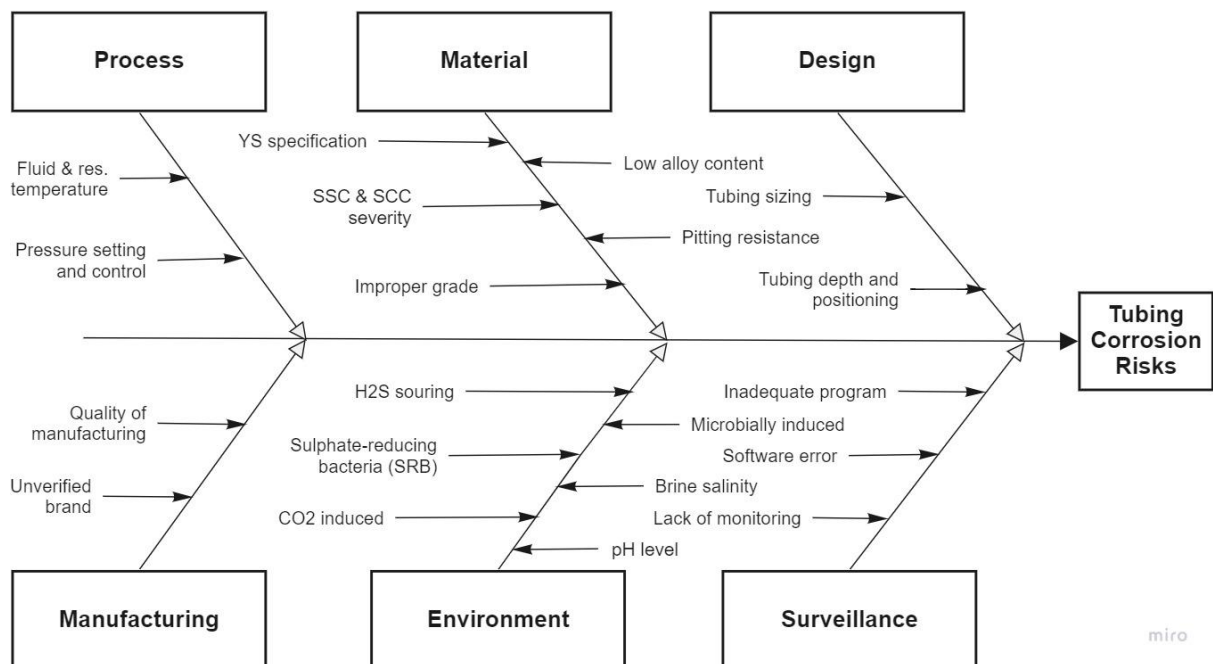 Process
Material
Design
YS specification
Low alloy content
Fluid & res.
temperature
SSC & SCC
severity
Tubing sizing
Pitting resistance
Pressure setting
and control
Improper grade
Tubing depth and
positioning
Tubing
Corrosion
Risks
H2S souring
Inadequate program
Quality of
manufacturing
Microbially induced
Sulphate-reducing
bacteria (SRB)
Software error
Unverified
brand
Brine salinity
CO2 induced
Lack of monitoring
pH level
Manufacturing
Environment
Surveillance
miro